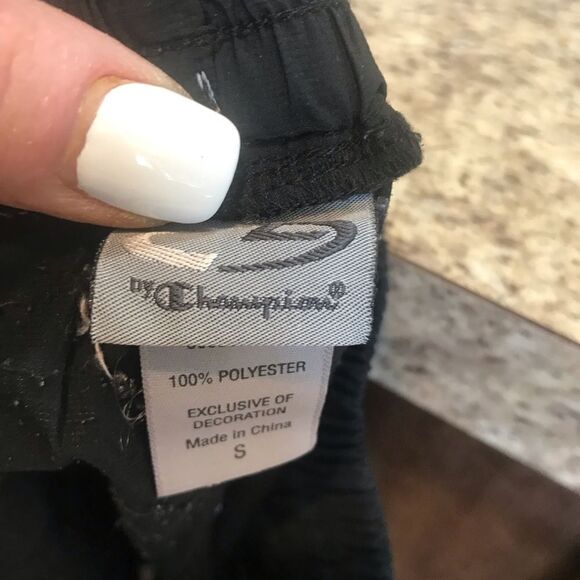 by Champion®
100% POLYESTER
EXCLUSIVE OF
DECORATION
Made in China
S